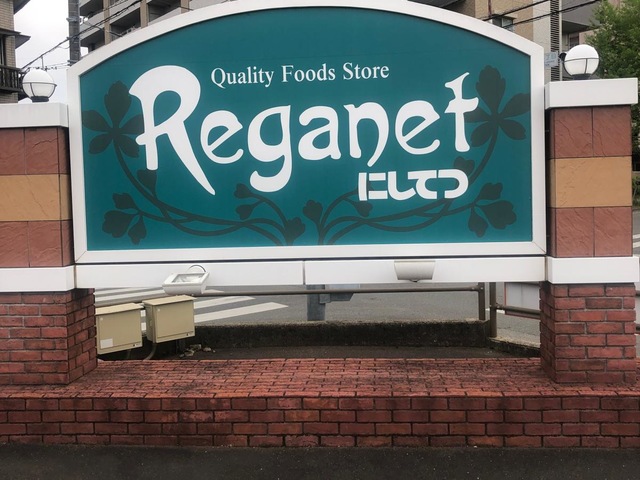 Quality Foods Store
Reganet
にしてつ